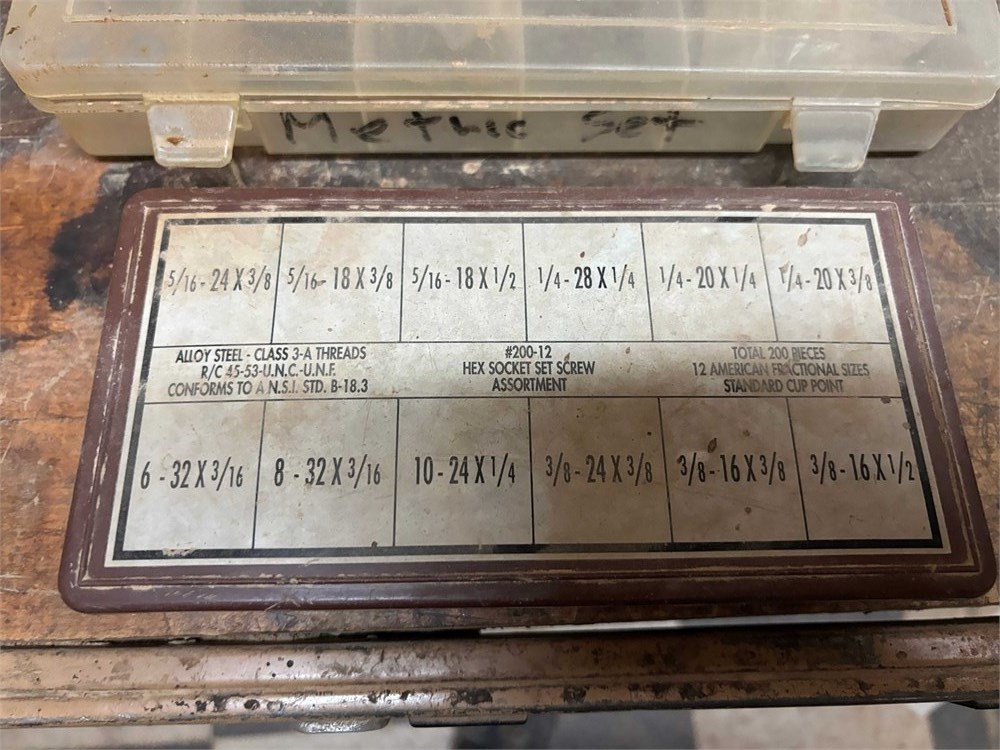 Metric Set
5/16 - 24 X 3/8 5/16 - 18 X 3/8 5/16 - 18 X 1/2 1/4 - 28 X 1/4 1/4 - 20 X 1/4 1/4 - 20 X 3/8
ALLOY STEEL - CLASS 3-A THREADS
R/C 45-53-U.N.C.-U.N.F.
CONFORMS TO A N.S.I. STD. B-18.3
#200-12
HEX SOCKET SET SCREW
ASSORTMENT
TOTAL 200 PIECES
12 AMERICAN FRACTIONAL SIZES
STANDARD CUP POINT
6 - 32 X 3/16 8 - 32 X 3/16 10 - 24 X 1/4 3/8 - 24 X 3/8 3/8 - 16 X 3/8 3/8 - 16 X 1/2